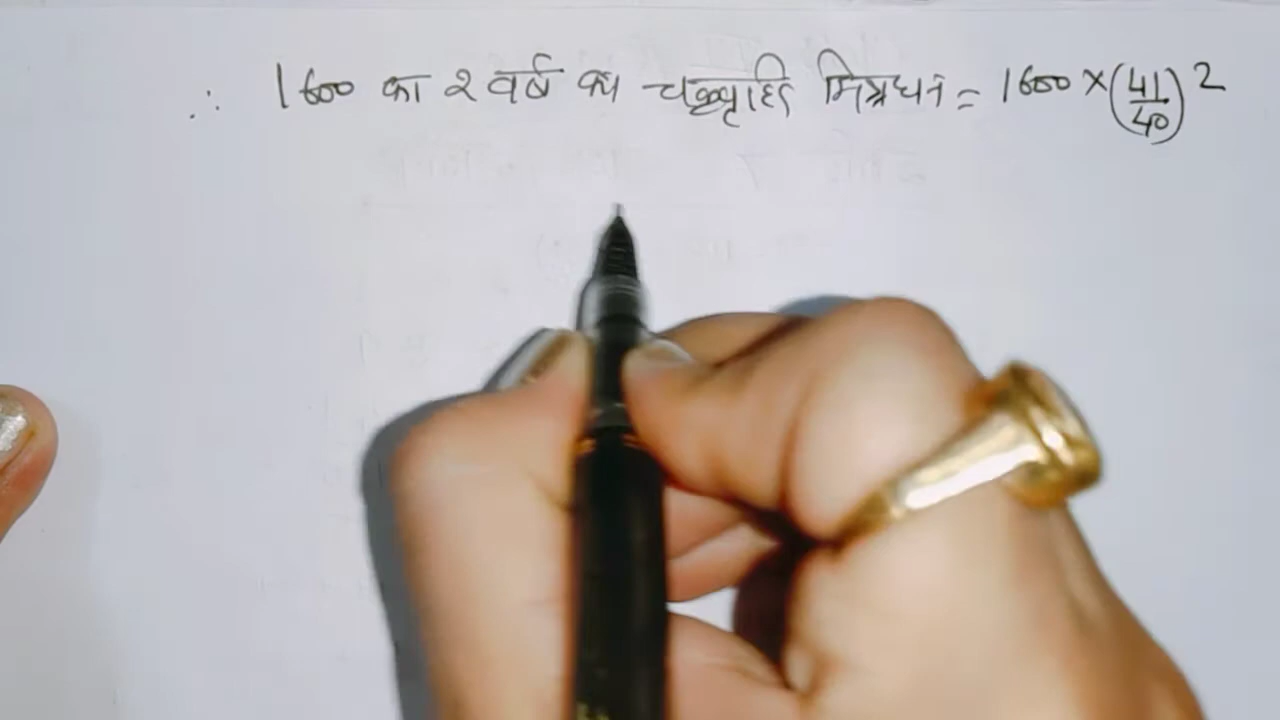 ∴ 1600 का 2 वर्ष का चक्रवृद्धि मिश्रधन = 1600 × (41/40)²